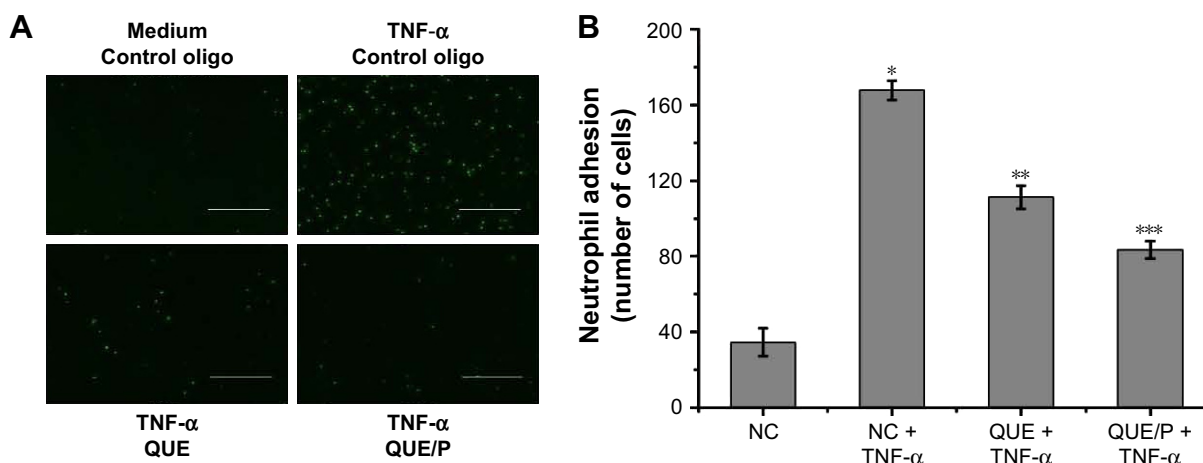 A
Medium
Control oligo
TNF-α
Control oligo
TNF-α
QUE
TNF-α
QUE/P
B
Neutrophil adhesion
(number of cells)
200
160
120
80
40
0
*
**
***
NC
NC +
TNF-α
QUE +
TNF-α
QUE/P +
TNF-α